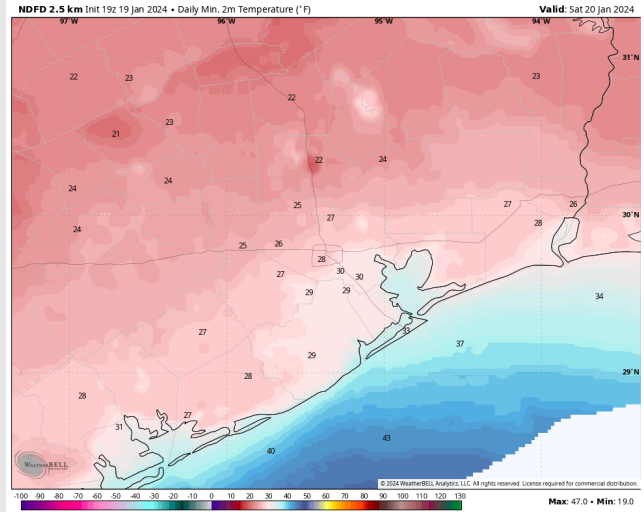 NDFD 2.5 km Init 19z 19 Jan 2024 • Daily Min. 2m Temperature (°F)
Valid: Sat 20 Jan 2024
97°W 96°W 95°W 94°W
31°N
22 23 23
22
23
21
22 24
24
24
25 27 26
27 28
30°N
24
25 26
28
27 30 30
29 29
34
33
27 37
29
29°N
28
28
27
31
43
40
WEATHERBELL
© 2024 WeatherBELL Analytics, LLC. All rights reserved. License required for commercial distribution.
-100 -90 -80 -70 -60 -50 -40 -30 -20 -10 0 10 20 30 40 50 60 70 80 90 100 110 120 130
Max: 47.0 • Min: 19.0